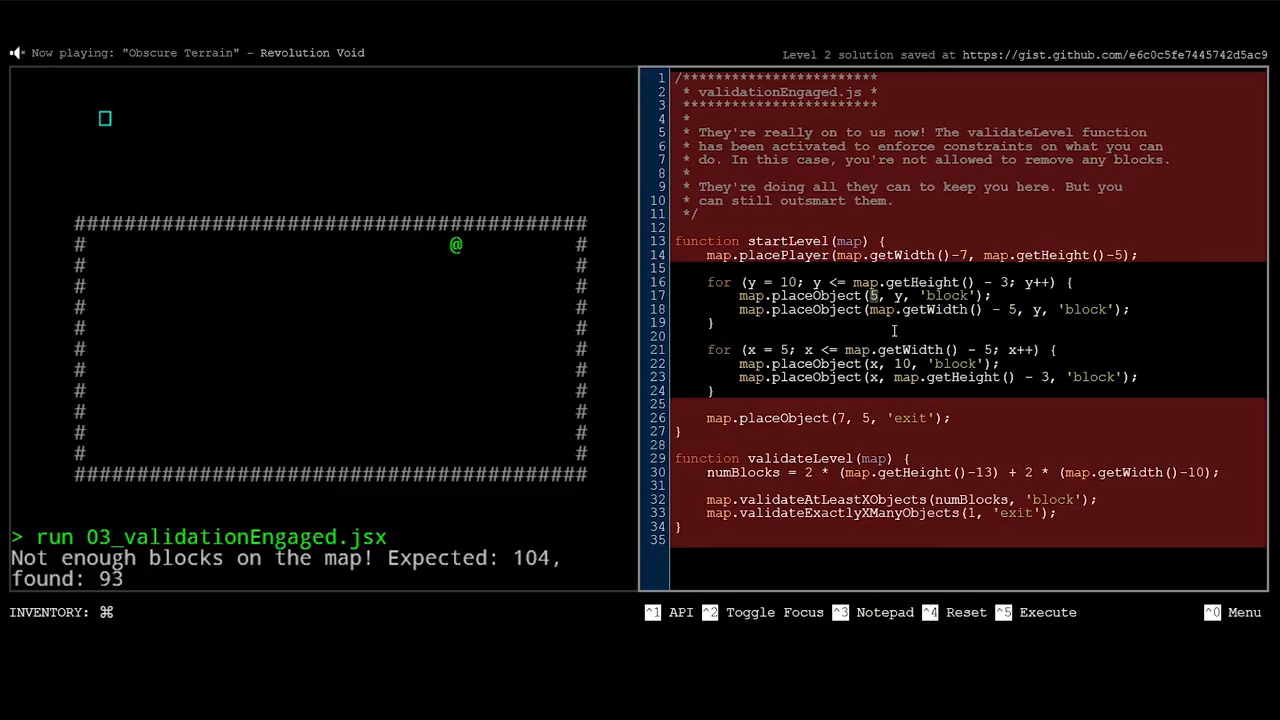 Now playing: "Obscure Terrain" - Revolution Void
Level 2 solution saved at https://gist.github.com/e6c0c5fe7445742d5ac9
##########################################
# @ #
# #
# #
# #
# #
# #
# #
# #
# #
# #
# #
##########################################
> run 03_validationEngaged.jsx
Not enough blocks on the map! Expected: 104,
found: 93
1 /************************
2 * validationEngaged.js *
3 ************************
4 *
5 * They're really on to us now! The validateLevel function
6 * has been activated to enforce constraints on what you can
7 * do. In this case, you're not allowed to remove any blocks.
8 *
9 * They're doing all they can to keep you here. But you
10 * can still outsmart them.
11 */
12
13 function startLevel(map) {
14 map.placePlayer(map.getWidth()-7, map.getHeight()-5);
15
16 for (y = 10; y <= map.getHeight() - 3; y++) {
17 map.placeObject(5, y, 'block');
18 map.placeObject(map.getWidth() - 5, y, 'block');
19 }
20
21 for (x = 5; x <= map.getWidth() - 5; x++) {
22 map.placeObject(x, 10, 'block');
23 map.placeObject(x, map.getHeight() - 3, 'block');
24 }
25
26 map.placeObject(7, 5, 'exit');
27 }
28
29 function validateLevel(map) {
30 numBlocks = 2 * (map.getHeight()-13) + 2 * (map.getWidth()-10);
31
32 map.validateAtLeastXObjects(numBlocks, 'block');
33 map.validateExactlyXManyObjects(1, 'exit');
34 }
35
INVENTORY: ⌘
^1 API ^2 Toggle Focus ^3 Notepad ^4 Reset ^5 Execute ^0 Menu